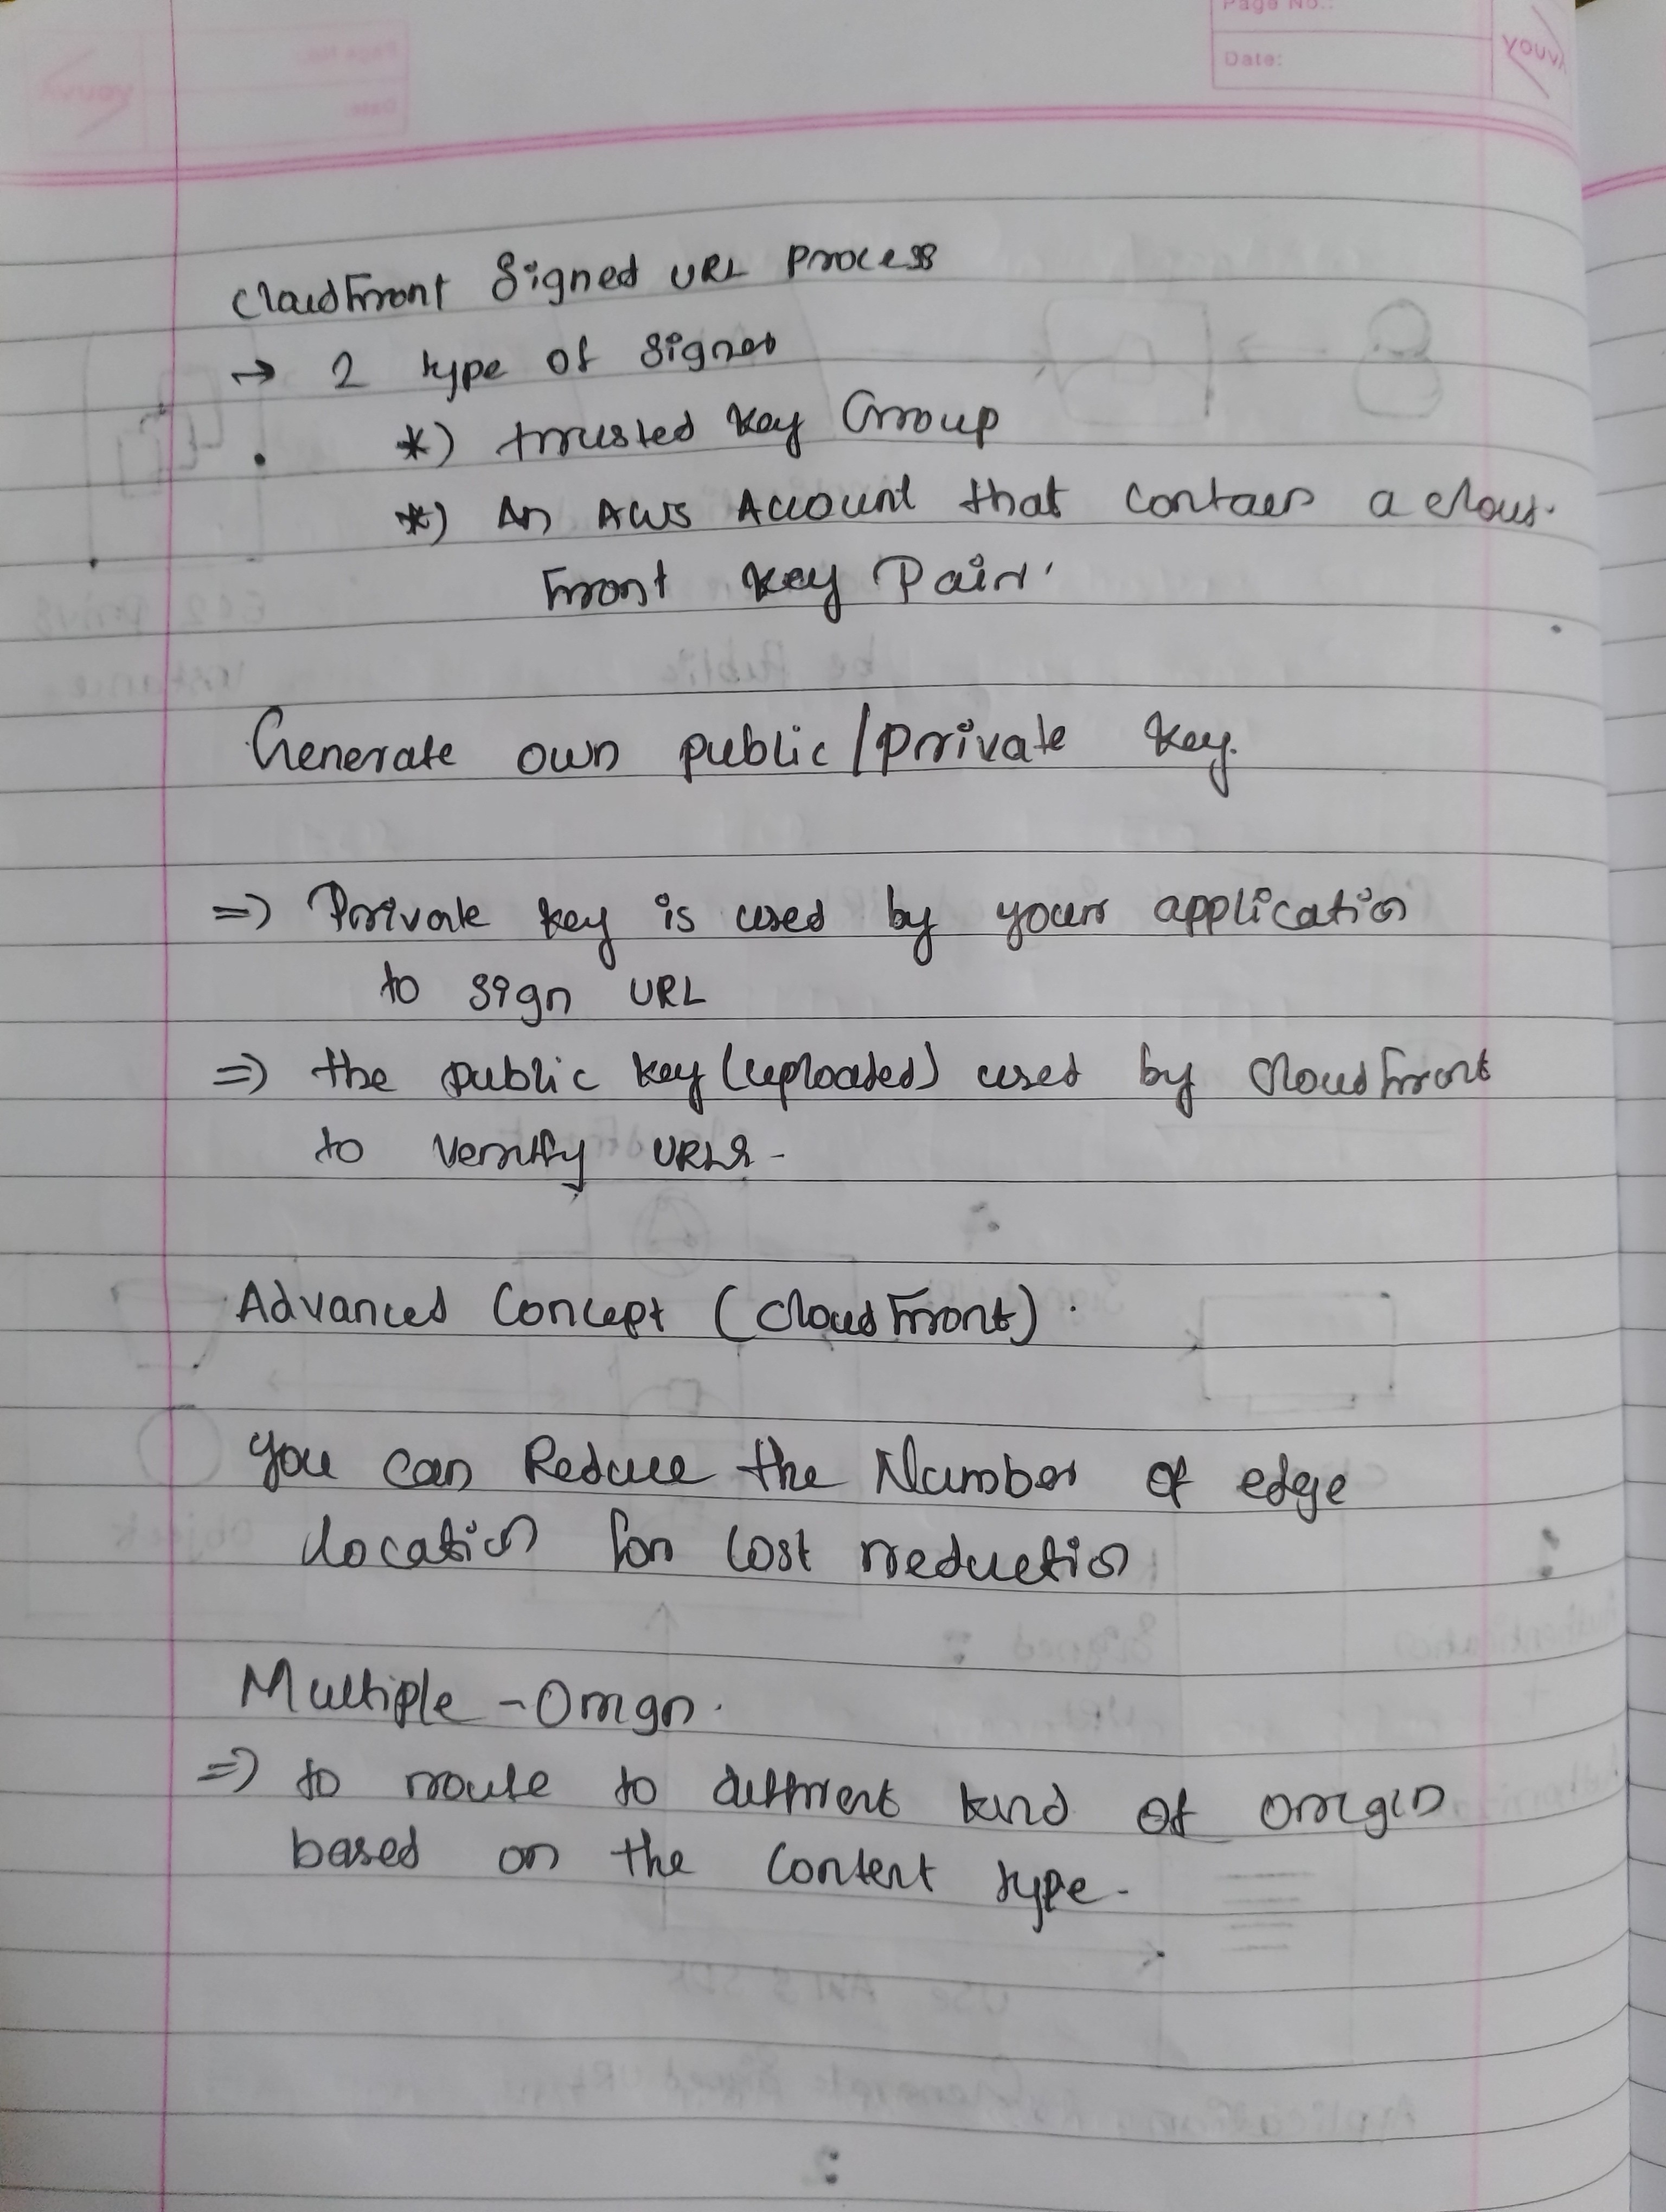 Page No.:
Date:
youva
CloudFront Signed URL process
→ 2 type of signer
*) trusted key Group
*) An AWS Account that contaes a clous-
Front key Pair.
Generate own public/private key.
=> Private key is used by your application
to sign URL
=> the public key (uploaded) used by CloudFront
to verify URLs.
Advanced Concept (CloudFront).
you can Reduce the Number of edge
location for cost reduction
Multiple - Origin.
=> to route to diffrent kind of origin
based on the content type.